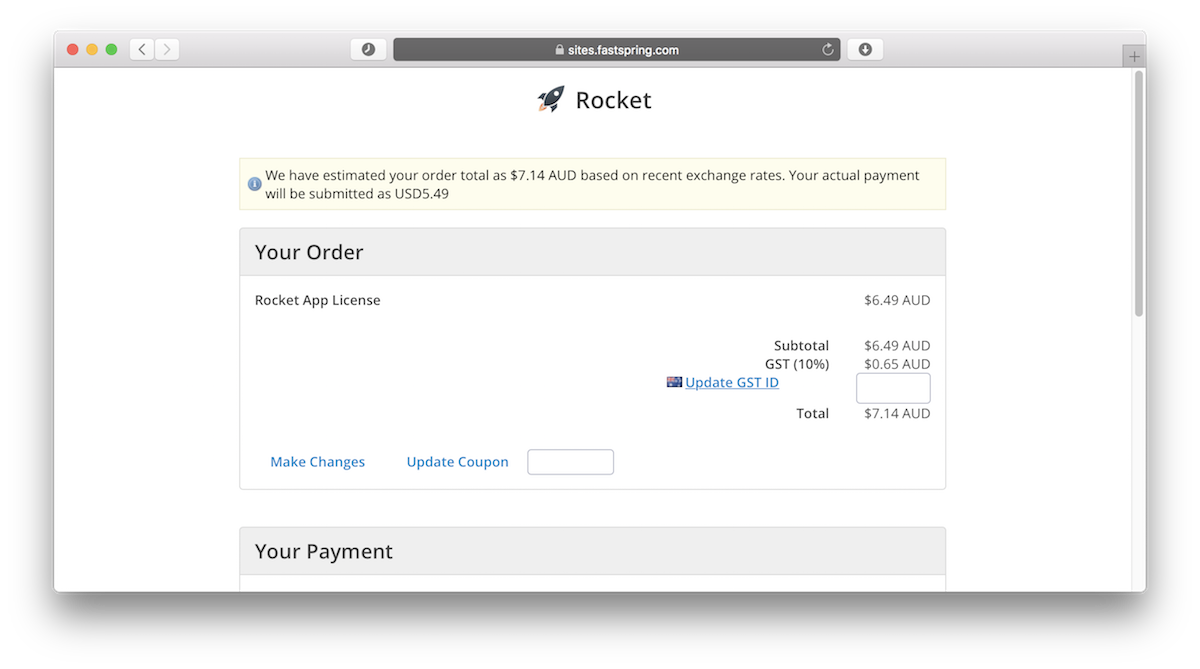 sites.fastspring.com
Rocket
We have estimated your order total as $7.14 AUD based on recent exchange rates. Your actual payment
will be submitted as USD5.49
Your Order
Rocket App License $6.49 AUD
Subtotal $6.49 AUD
GST (10%) $0.65 AUD
Update GST ID
Total $7.14 AUD
Make Changes Update Coupon
Your Payment